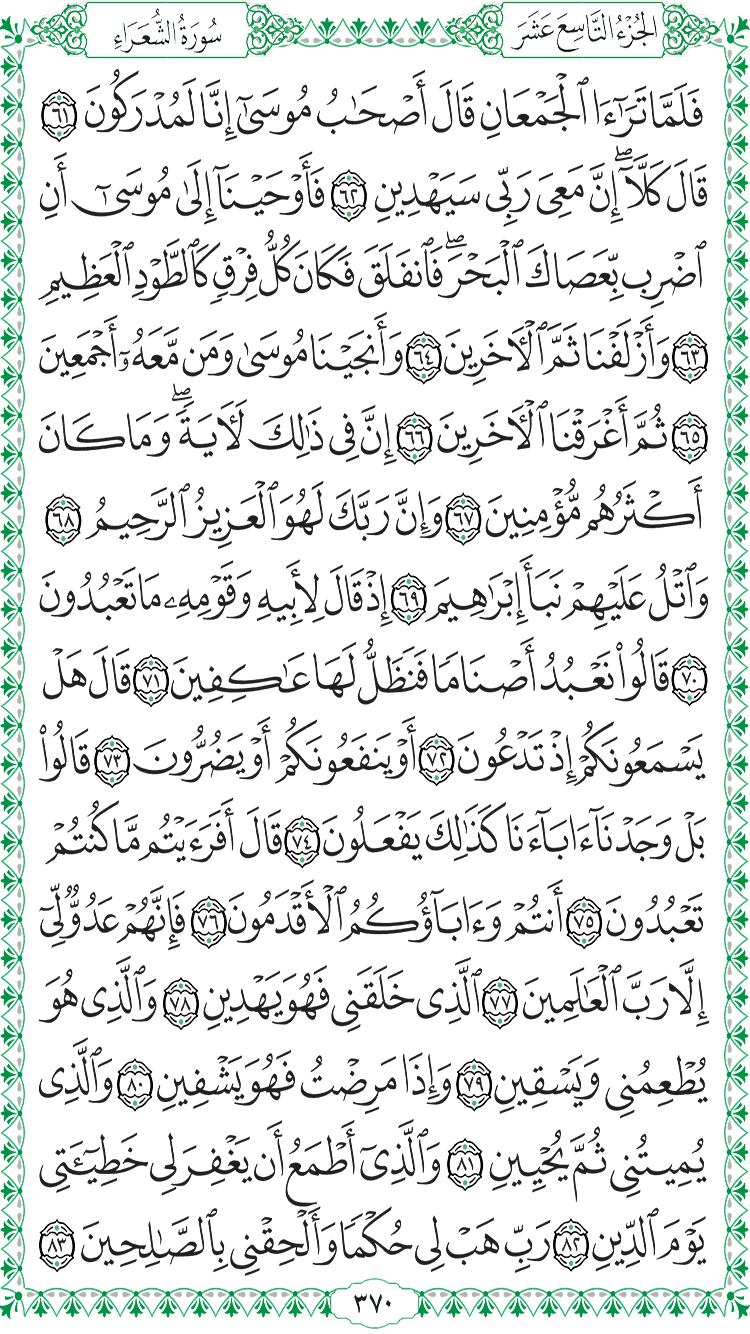 الجُزْءُ التَّاسِعَ عَشَرَ
سُورَةُ الشُّعَرَاءِ
فَلَمَّا تَرَٰٓءَا ٱلْجَمْعَانِ قَالَ أَصْحَٰبُ مُوسَىٰٓ إِنَّا لَمُدْرَكُونَ ٦١
قَالَ كَلَّآ ۖ إِنَّ مَعِىَ رَبِّى سَيَهْدِينِ ٦٢ فَأَوْحَيْنَآ إِلَىٰ مُوسَىٰٓ أَنِ
ٱضْرِب بِّعَصَاكَ ٱلْبَحْرَ ۖ فَٱنفَلَقَ فَكَانَ كُلُّ فِرْقٍ كَٱلطَّوْدِ ٱلْعَظِيمِ
٦٣ وَأَزْلَفْنَا ثَمَّ ٱلْءَاخَرِينَ ٦٤ وَأَنجَيْنَا مُوسَىٰ وَمَن مَّعَهُۥٓ أَجْمَعِينَ
٦٥ ثُمَّ أَغْرَقْنَا ٱلْءَاخَرِينَ ٦٦ إِنَّ فِى ذَٰلِكَ لَءَايَةً ۖ وَمَا كَانَ
أَكْثَرُهُم مُّؤْمِنِينَ ٦٧ وَإِنَّ رَبَّكَ لَهُوَ ٱلْعَزِيزُ ٱلرَّحِيمُ ٦٨
وَٱتْلُ عَلَيْهِمْ نَبَأَ إِبْرَٰهِيمَ ٦٩ إِذْ قَالَ لِأَبِيهِ وَقَوْمِهِۦ مَا تَعْبُدُونَ
٧٠ قَالُوا۟ نَعْبُدُ أَصْنَامًا فَنَظَلُّ لَهَا عَٰكِفِينَ ٧١ قَالَ هَلْ
يَسْمَعُونَكُمْ إِذْ تَدْعُونَ ٧٢ أَوْ يَنفَعُونَكُمْ أَوْ يَضُرُّونَ ٧٣ قَالُوا۟
بَلْ وَجَدْنَآ ءَابَآءَنَا كَذَٰلِكَ يَفْعَلُونَ ٧٤ قَالَ أَفَرَءَيْتُم مَّا كُنتُمْ
تَعْبُدُونَ ٧٥ أَنتُمْ وَءَابَآؤُكُمُ ٱلْأَقْدَمُونَ ٧٦ فَإِنَّهُمْ عَدُوٌّ لِّىٓ
إِلَّا رَبَّ ٱلْعَٰلَمِينَ ٧٧ ٱلَّذِى خَلَقَنِى فَهُوَ يَهْدِينِ ٧٨ وَٱلَّذِى هُوَ
يُطْعِمُنِى وَيَسْقِينِ ٧٩ وَإِذَا مَرِضْتُ فَهُوَ يَشْفِينِ ٨٠ وَٱلَّذِى
يُمِيتُنِى ثُمَّ يُحْيِينِ ٨١ وَٱلَّذِىٓ أَطْمَعُ أَن يَغْفِرَ لِى خَطِيٓـَٔتِى
يَوْمَ ٱلدِّينِ ٨٢ رَبِّ هَبْ لِى حُكْمًا وَأَلْحِقْنِى بِٱلصَّٰلِحِينَ ٨٣
٣٧٠